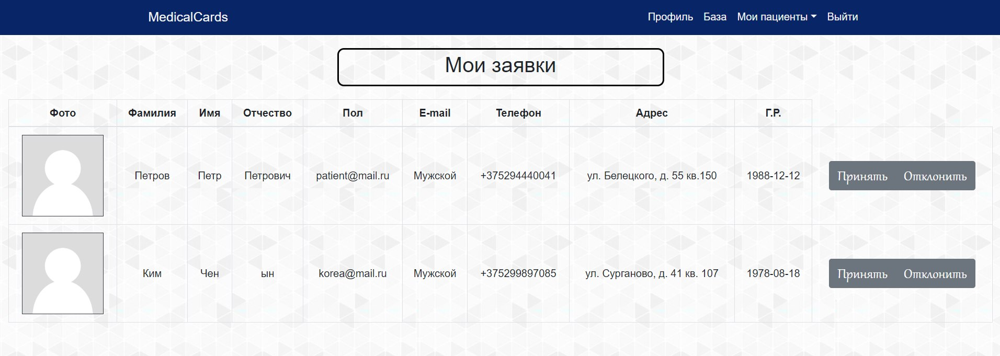 MedicalCards Профиль База Мои пациенты Выйти
Мои заявки
Фото Фамилия Имя Отчество Пол E-mail Телефон Адрес Г.Р.
Петров Петр Петрович patient@mail.ru Мужской +375294440041 ул. Белецкого, д. 55 кв.150 1988-12-12 Принять Отклонить
Ким Чен ын korea@mail.ru Мужской +375299897085 ул. Сурганово, д. 41 кв. 107 1978-08-18 Принять Отклонить